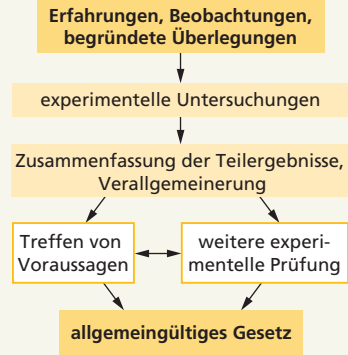 Erfahrungen, Beobachtungen,
begründete Überlegungen
experimentelle Untersuchungen
Zusammenfassung der Teilergebnisse,
Verallgemeinerung
Treffen von
Voraussagen
weitere experi-
mentelle Prüfung
allgemeingültiges Gesetz